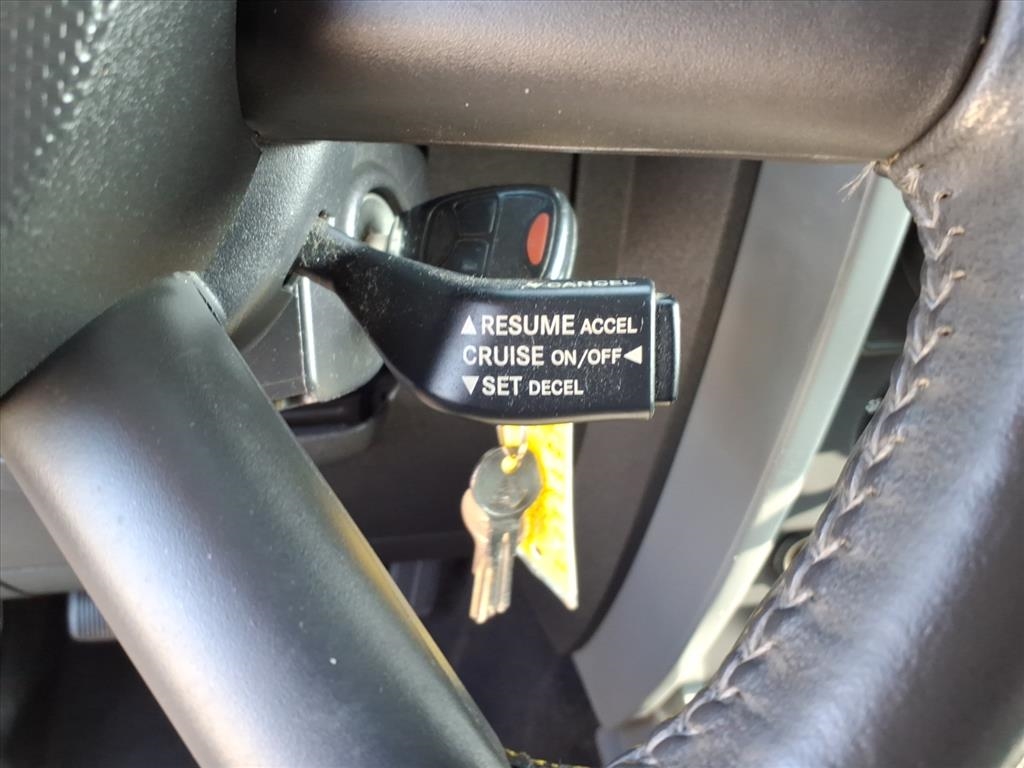 CANCEL
▲RESUME ACCEL
CRUISE ON/OFF◄
▼SET DECEL